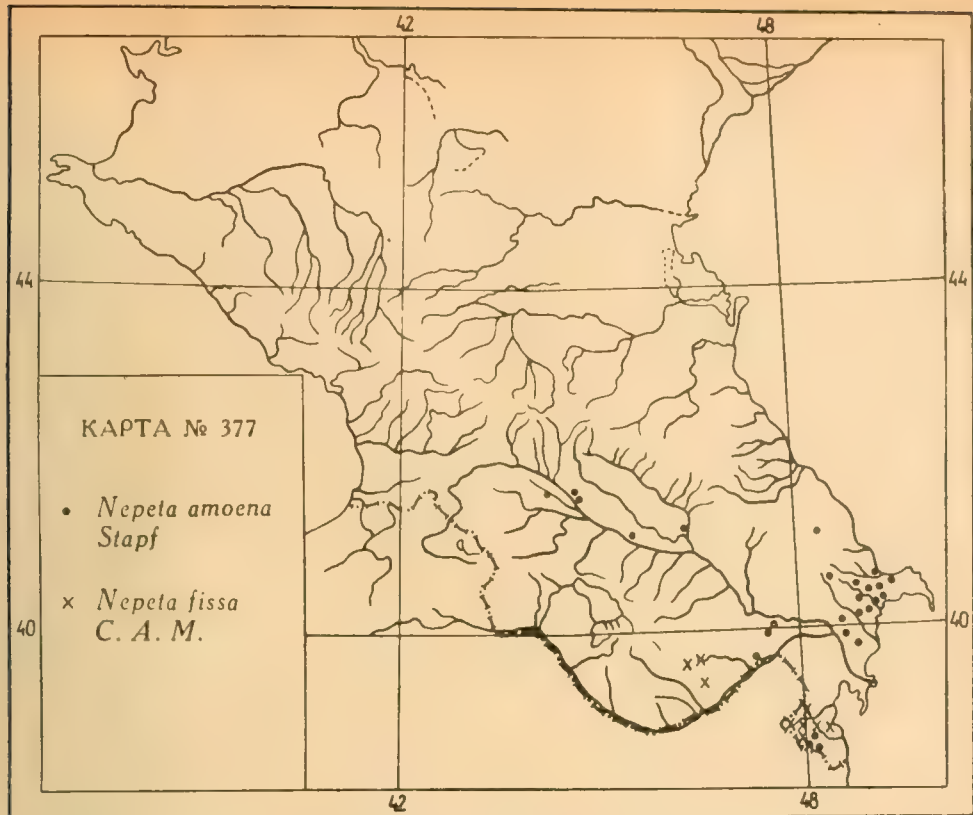 42 48
44 44
КАРТА № 377
• Nepeta amoena
Stapf
× Nepeta fissa
C. A. M.
40 40
42 48